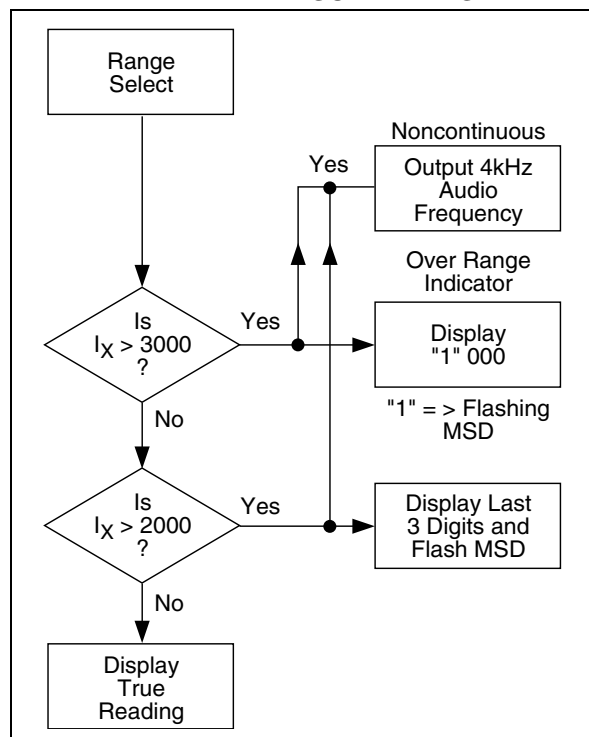 Range
Select
Noncontinuous
Yes
Output 4kHz
Audio
Frequency
Over Range
Indicator
Is
IX > 3000
?
Yes
Display
"1" 000
No
"1" = > Flashing
MSD
Is
IX > 2000
?
Yes
Display Last
3 Digits and
Flash MSD
No
Display
True
Reading